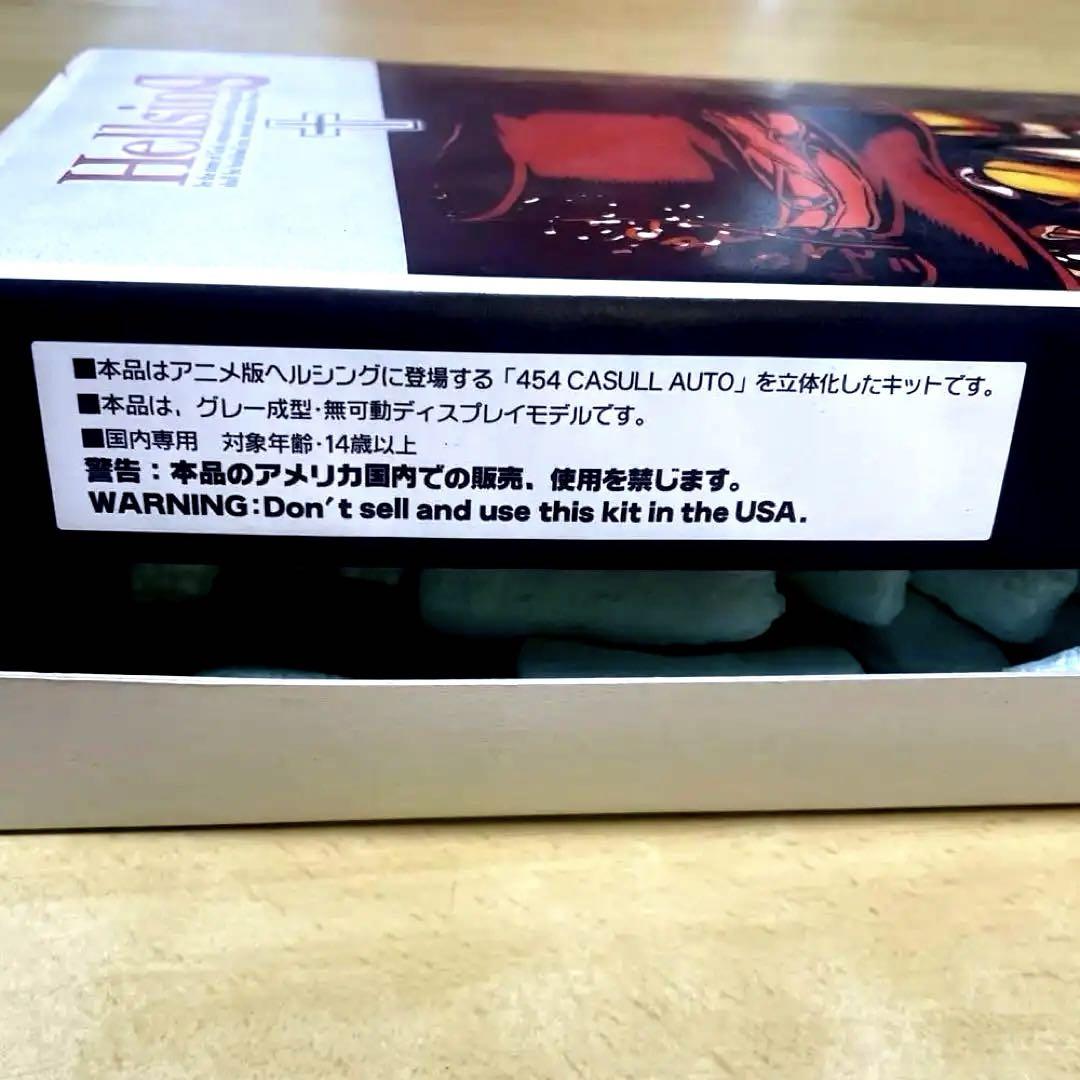 Hellsing
■本品はアニメ版ヘルシングに登場する「454 CASULL AUTO」を立体化したキットです。
■本品は、グレー成型・無可動ディスプレイモデルです。
■国内専用　対象年齢・14歳以上
警告：本品のアメリカ国内での販売、使用を禁じます。
WARNING:Don't sell and use this kit in the USA.